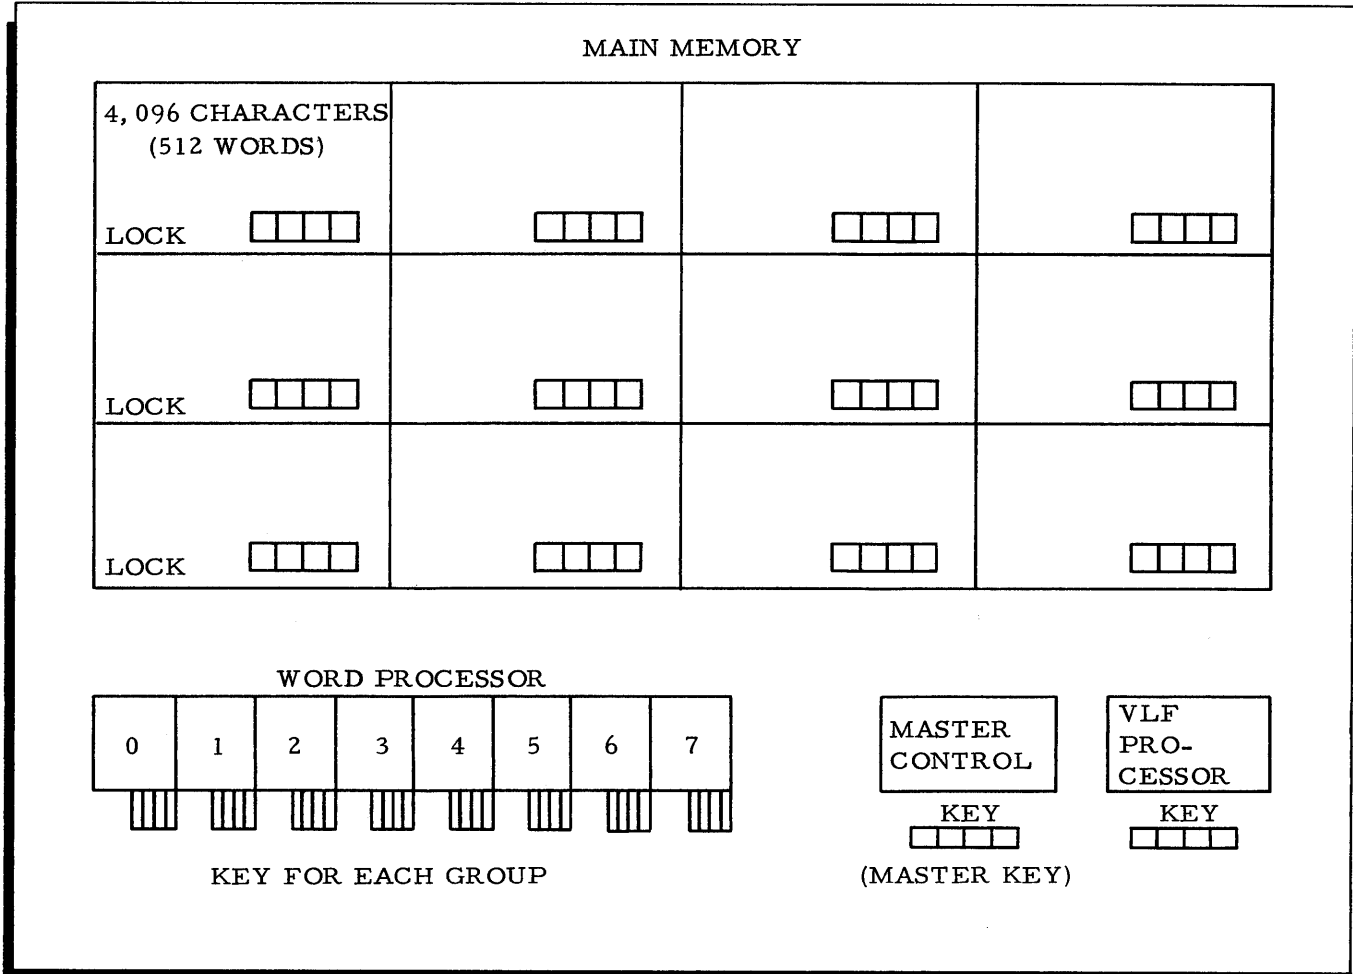 MAIN MEMORY
4,096 CHARACTERS
(512 WORDS)
LOCK
LOCK
LOCK
WORD PROCESSOR
0 1 2 3 4 5 6 7
KEY FOR EACH GROUP
MASTER
CONTROL
KEY
(MASTER KEY)
VLF
PRO-
CESSOR
KEY